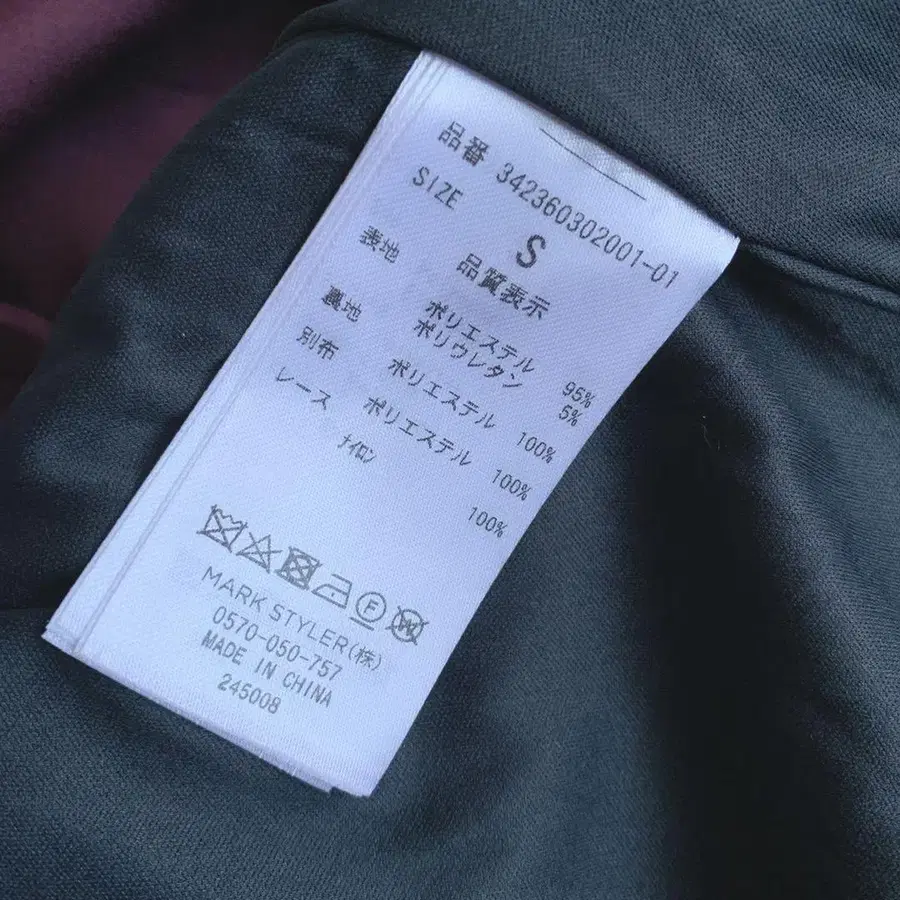 品番 342360302001-01
SIZE S
品質表示
表地 ポリエステル 95%
ポリウレタン 5%
裏地 ポリエステル 100%
別布 ポリエステル 100%
レース ナイロン 100%
F W
MARK STYLER(株)
0570-050-757
MADE IN CHINA
245008